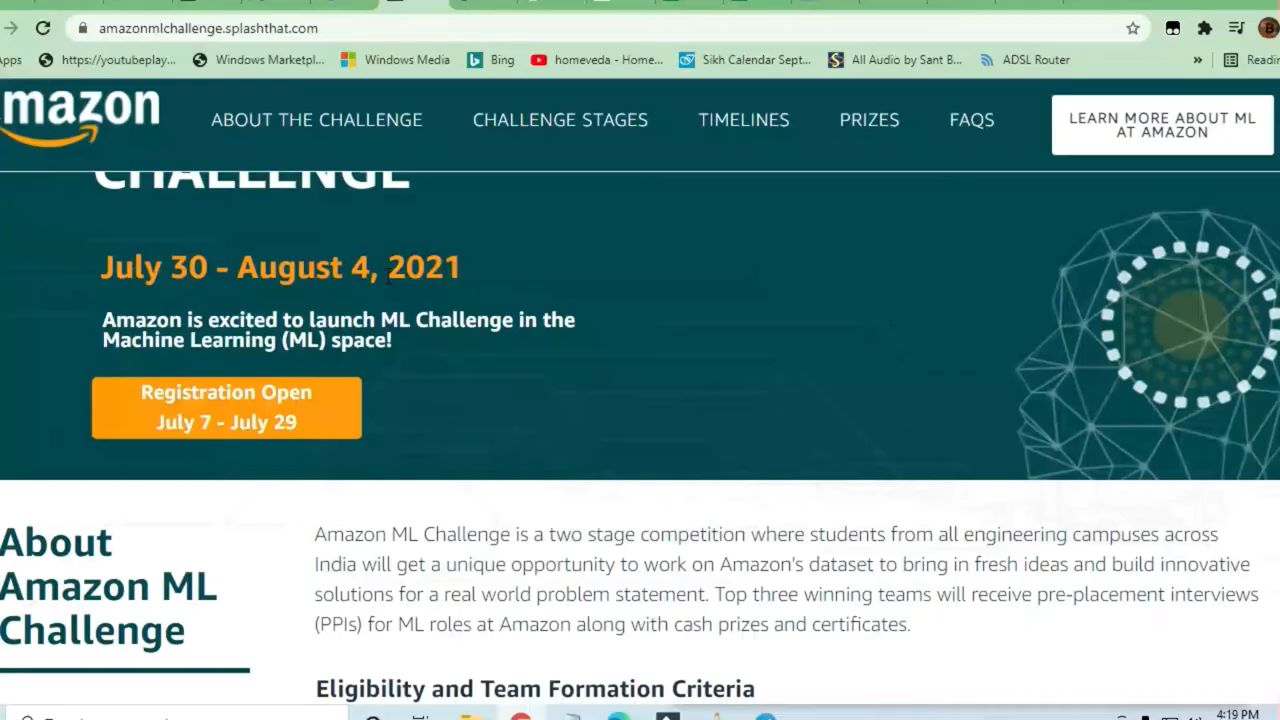 amazonmlchallenge.splashthat.com
https://youtubeplay...
Windows Marketpl...
Windows Media
Bing
homeveda - Home...
Sikh Calendar Sept...
All Audio by Sant B...
ADSL Router
»
mazon
ABOUT THE CHALLENGE
CHALLENGE STAGES
TIMELINES
PRIZES
FAQS
LEARN MORE ABOUT ML
AT AMAZON
CHALLENGE
July 30 - August 4, 2021
Amazon is excited to launch ML Challenge in the
Machine Learning (ML) space!
Registration Open
July 7 - July 29
About
Amazon ML
Challenge
Amazon ML Challenge is a two stage competition where students from all engineering campuses across
India will get a unique opportunity to work on Amazon's dataset to bring in fresh ideas and build innovative
solutions for a real world problem statement. Top three winning teams will receive pre-placement interviews
(PPIs) for ML roles at Amazon along with cash prizes and certificates.
Eligibility and Team Formation Criteria
4:19 PM